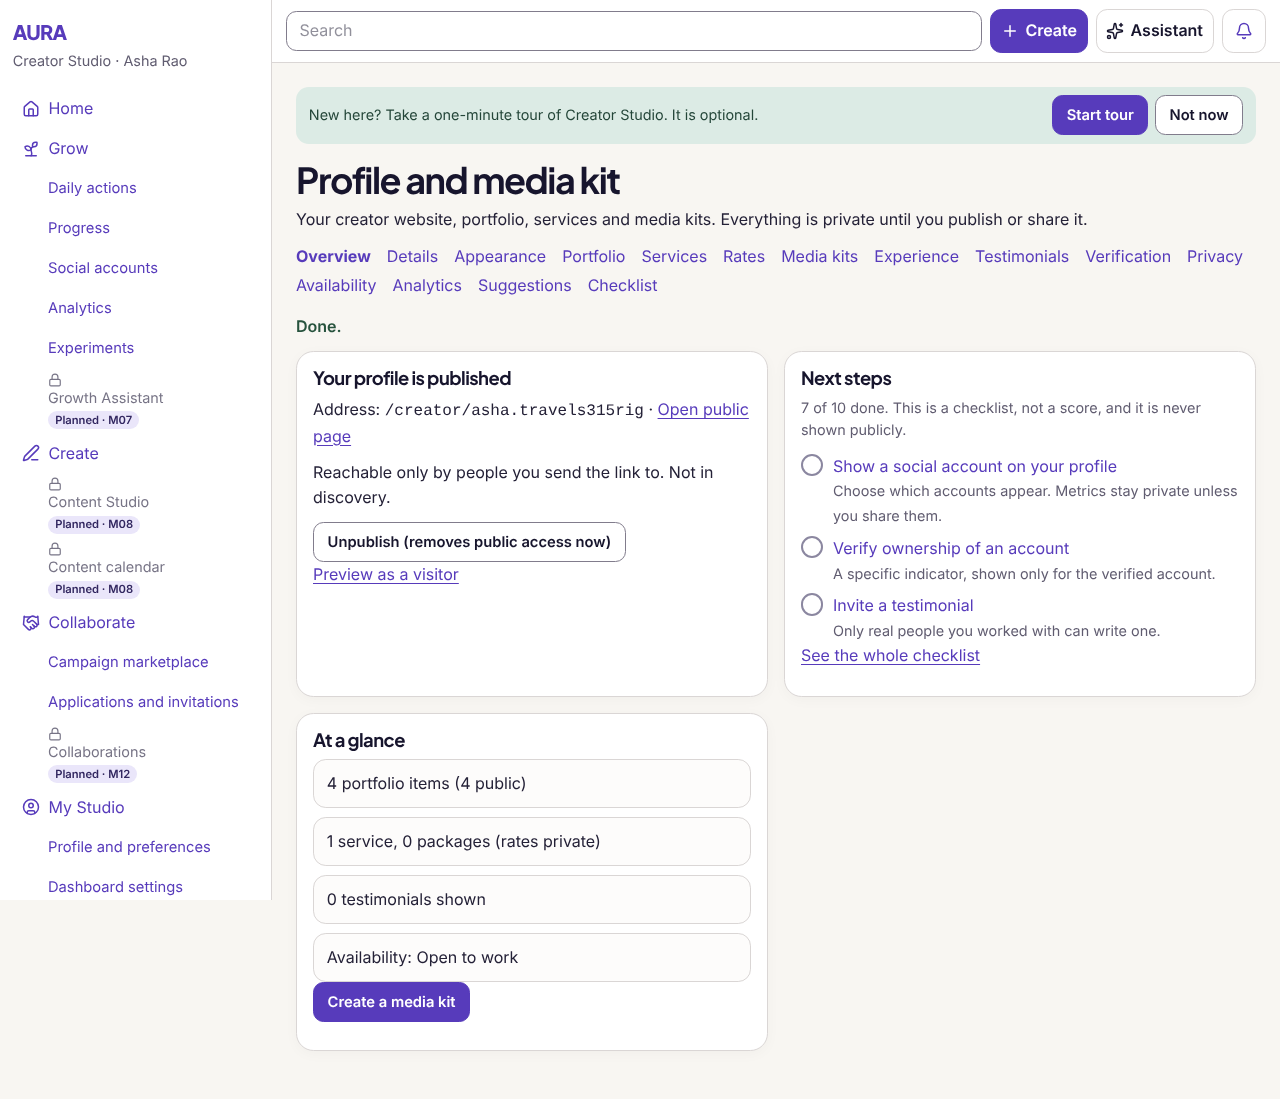 AURA
Creator Studio · Asha Rao
Home
Grow
Daily actions
Progress
Social accounts
Analytics
Experiments
Growth Assistant
Planned · M07
Create
Content Studio
Planned · M08
Content calendar
Planned · M08
Collaborate
Campaign marketplace
Applications and invitations
Collaborations
Planned · M12
My Studio
Profile and preferences
Dashboard settings
Search
Create
Assistant
New here? Take a one-minute tour of Creator Studio. It is optional.
Start tour
Not now
Profile and media kit
Your creator website, portfolio, services and media kits. Everything is private until you publish or share it.
Overview Details Appearance Portfolio Services Rates Media kits Experience Testimonials Verification Privacy
Availability Analytics Suggestions Checklist
Done.
Your profile is published
Address: /creator/asha.travels315rig · Open public
page
Reachable only by people you send the link to. Not in
discovery.
Unpublish (removes public access now)
Preview as a visitor
Next steps
7 of 10 done. This is a checklist, not a score, and it is never
shown publicly.
Show a social account on your profile
Choose which accounts appear. Metrics stay private unless
you share them.
Verify ownership of an account
A specific indicator, shown only for the verified account.
Invite a testimonial
Only real people you worked with can write one.
See the whole checklist
At a glance
4 portfolio items (4 public)
1 service, 0 packages (rates private)
0 testimonials shown
Availability: Open to work
Create a media kit